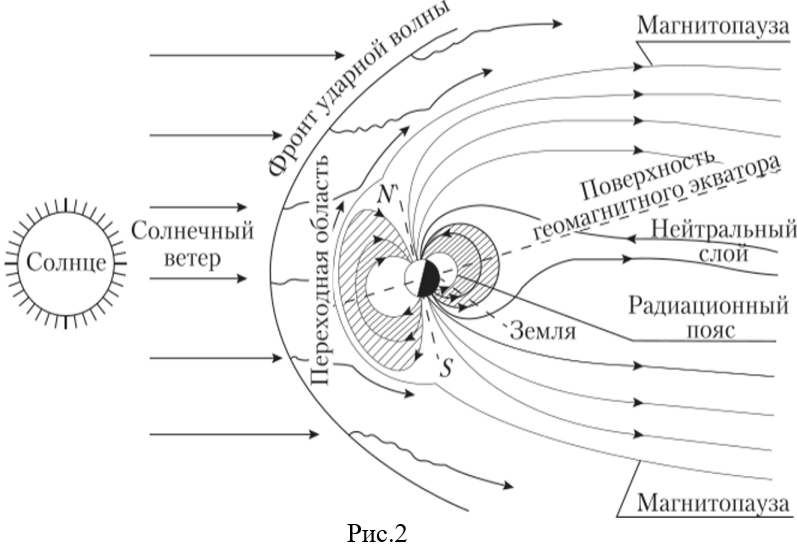 Магнитопауза
Фронт ударной волны
Поверхность
геомагнитного экватора
Переходная область
N
Солнечный
ветер
Солнце
Нейтральный
слой
Радиационный
пояс
Земля
S
Магнитопауза
Рис.2